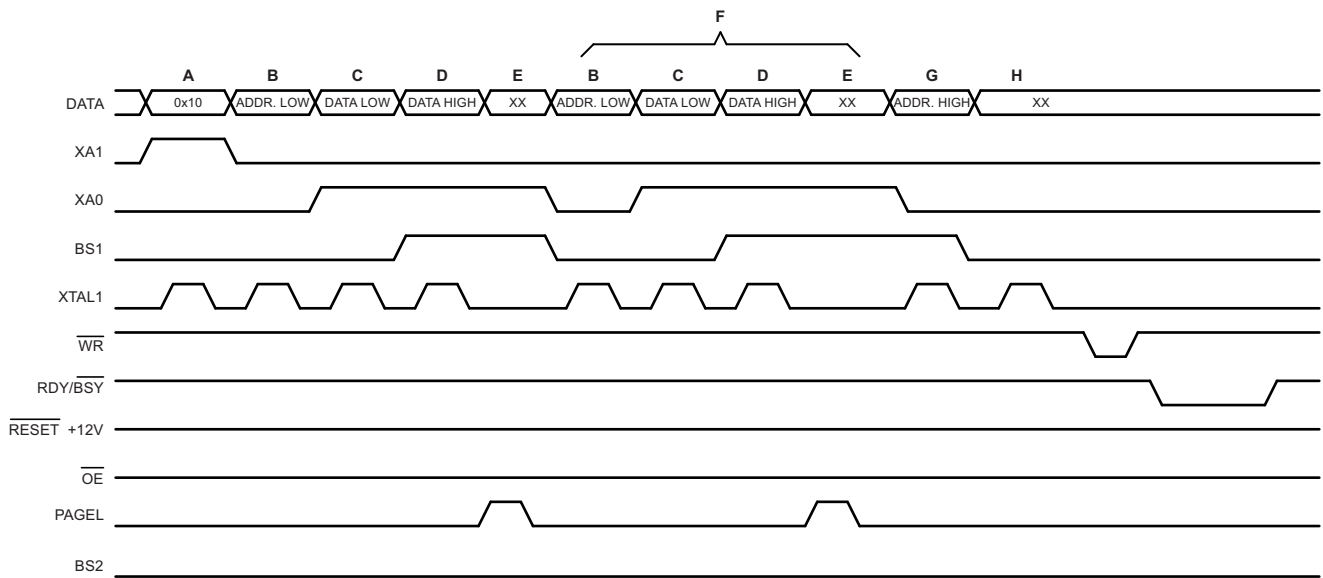 F
A B C D E B C D E G H
DATA 0x10 ADDR. LOW DATA LOW DATA HIGH XX ADDR. LOW DATA LOW DATA HIGH XX ADDR. HIGH XX
XA1
XA0
BS1
XTAL1
WR
RDY/BSY
RESET +12V
OE
PAGEL
BS2